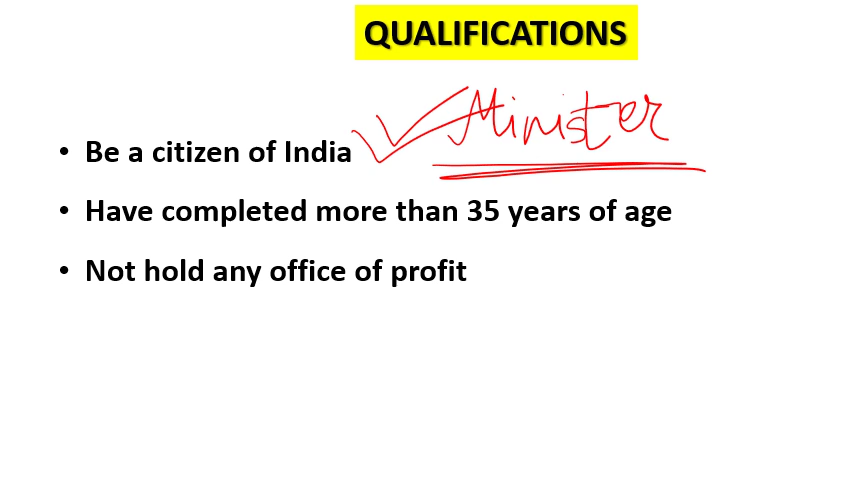 QUALIFICATIONS
Minister
• Be a citizen of India
• Have completed more than 35 years of age
• Not hold any office of profit